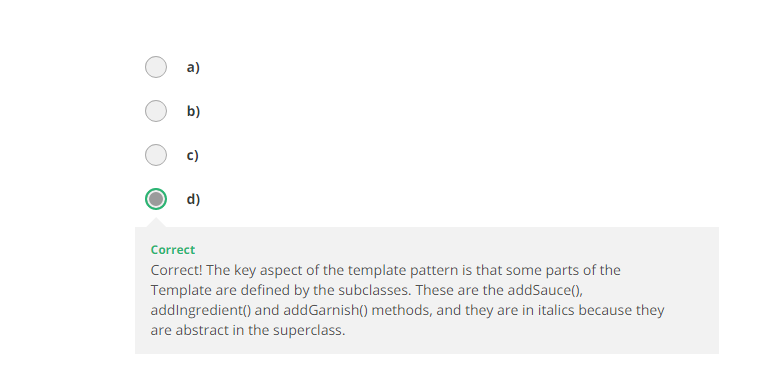 a)
b)
c)
d)
Correct
Correct! The key aspect of the template pattern is that some parts of the
Template are defined by the subclasses. These are the addSauce(),
addIngredient() and addGarnish() methods, and they are in italics because they
are abstract in the superclass.